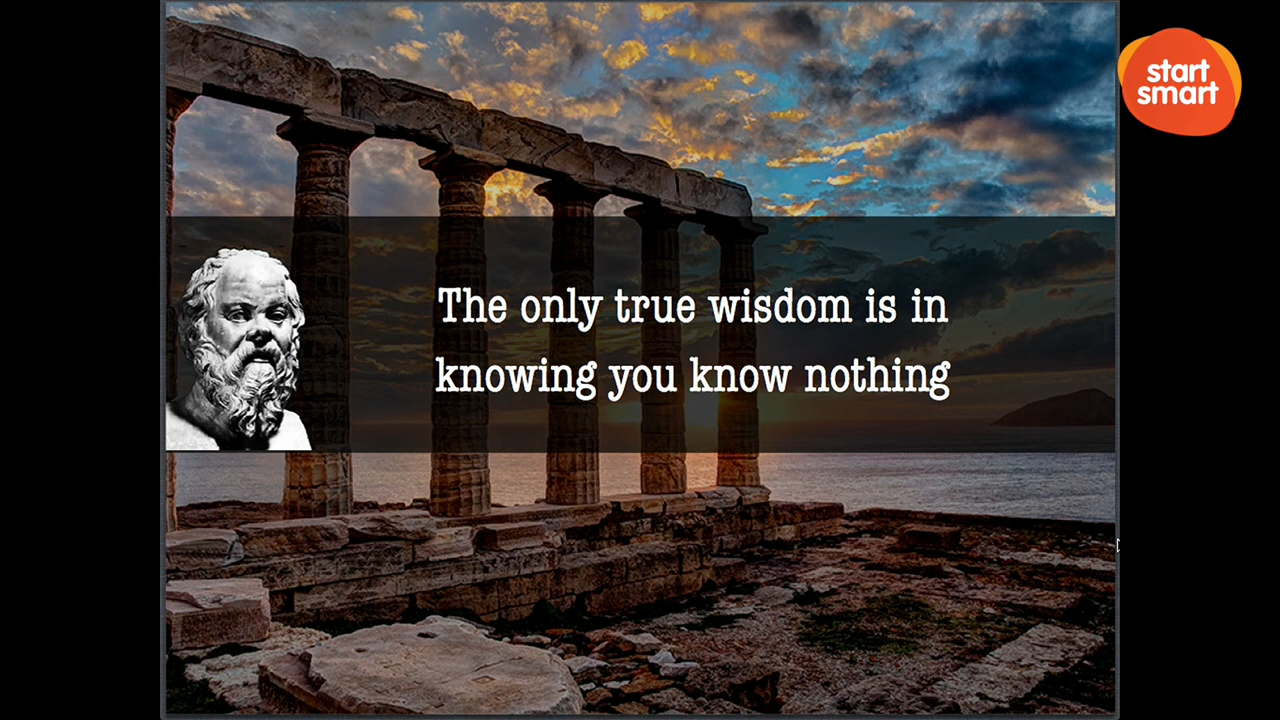 start
smart
The only true wisdom is in
knowing you know nothing